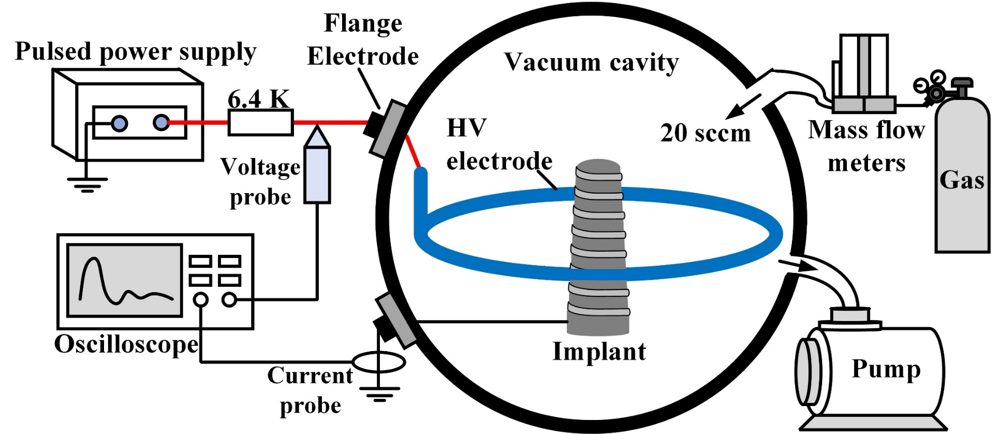 Pulsed power supply
6.4 K
Flange
Electrode
Vacuum cavity
HV
electrode
20 sccm
Mass flow
meters
Gas
Voltage
probe
Oscilloscope
Current
probe
Implant
Pump